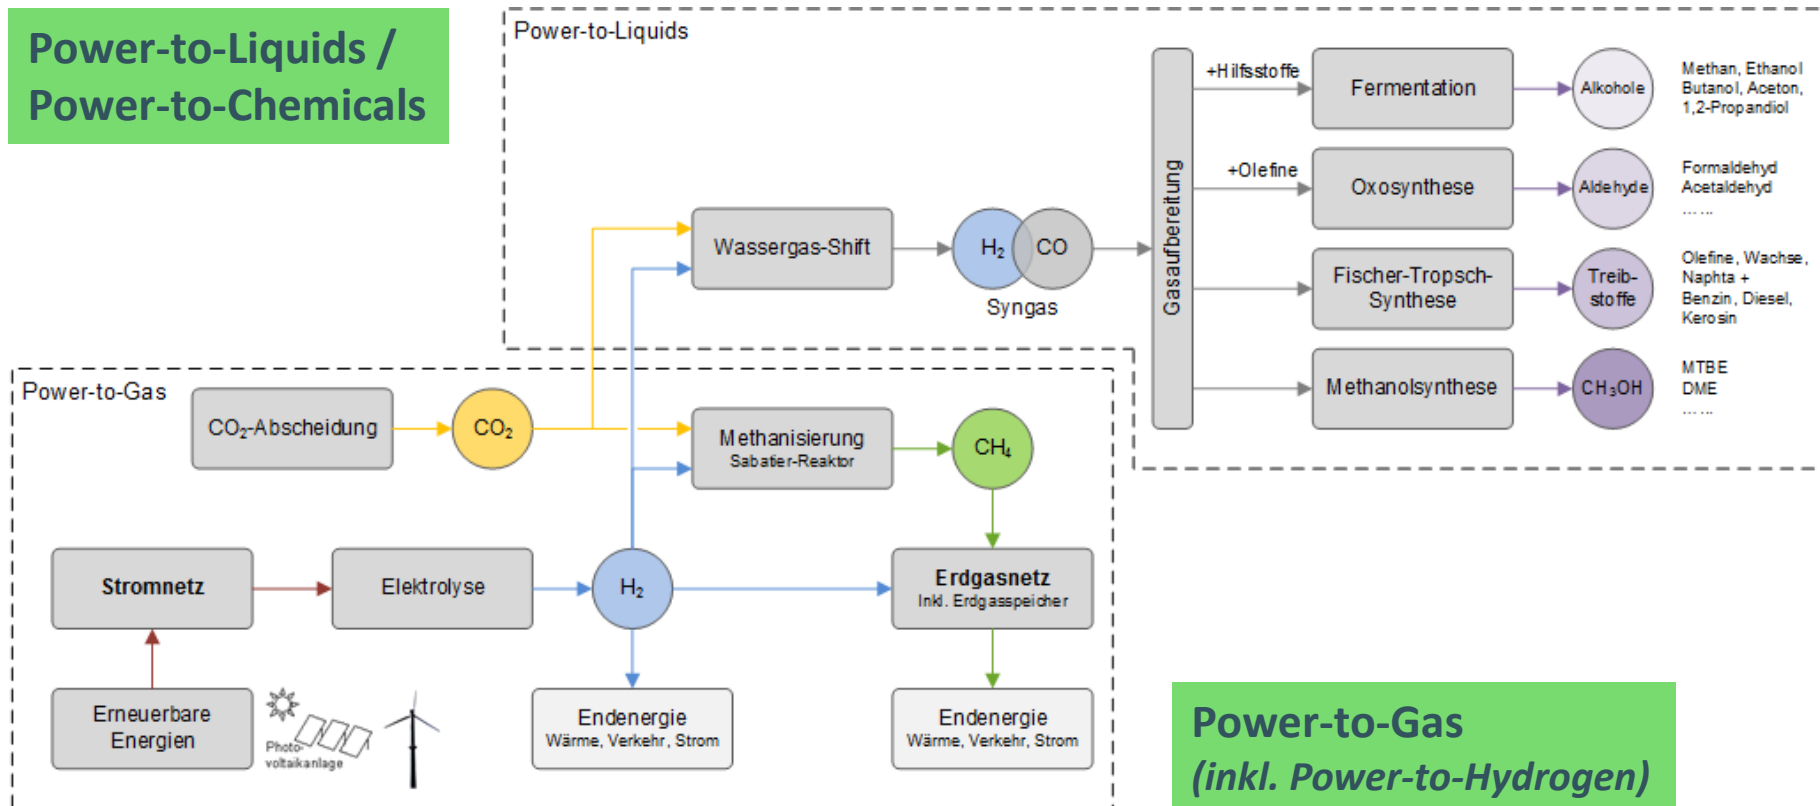 Power-to-Liquids /
Power-to-Chemicals
Power-to-Liquids
Gasaufbereitung
+Hilfsstoffe
Fermentation
Alkohole
Methan, Ethanol
Butanol, Aceton,
1,2-Propandiol
+Olefine
Oxosynthese
Aldehyde
Formaldehyd
Acetaldehyd
......
Wassergas-Shift
H₂
CO
Syngas
Fischer-Tropsch-
Synthese
Treib-
stoffe
Olefine, Wachse,
Naphta +
Benzin, Diesel,
Kerosin
Methanolsynthese
CH₃OH
MTBE
DME
......
Power-to-Gas
CO₂-Abscheidung
CO₂
Methanisierung
Sabatier-Reaktor
CH₄
Stromnetz
Elektrolyse
H₂
Erdgasnetz
Inkl. Erdgasspeicher
Erneuerbare
Energien
Photo-
voltaikanlage
Endenergie
Wärme, Verkehr, Strom
Endenergie
Wärme, Verkehr, Strom
Power-to-Gas
(inkl. Power-to-Hydrogen)